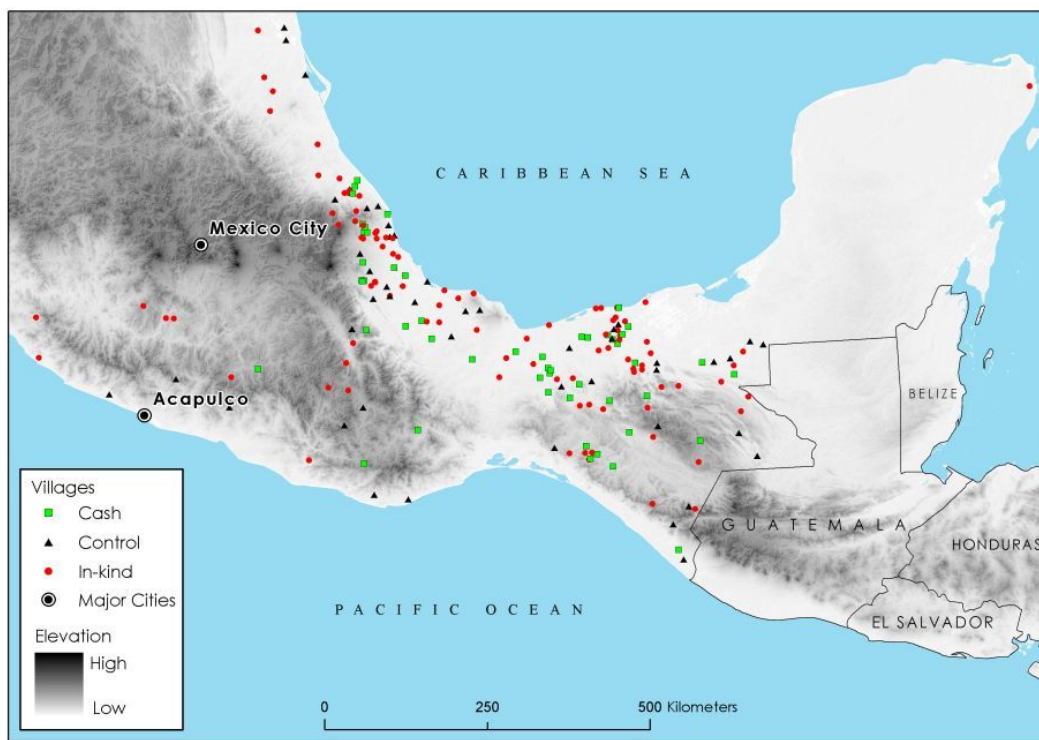 CARIBBEAN SEA
Mexico City
BELIZE
Acapulco
Villages
Cash
Control
In-kind
Major Cities
Elevation
High
Low
GUATEMALA
HONDURAS
EL SALVADOR
PACIFIC OCEAN
0 250 500 Kilometers